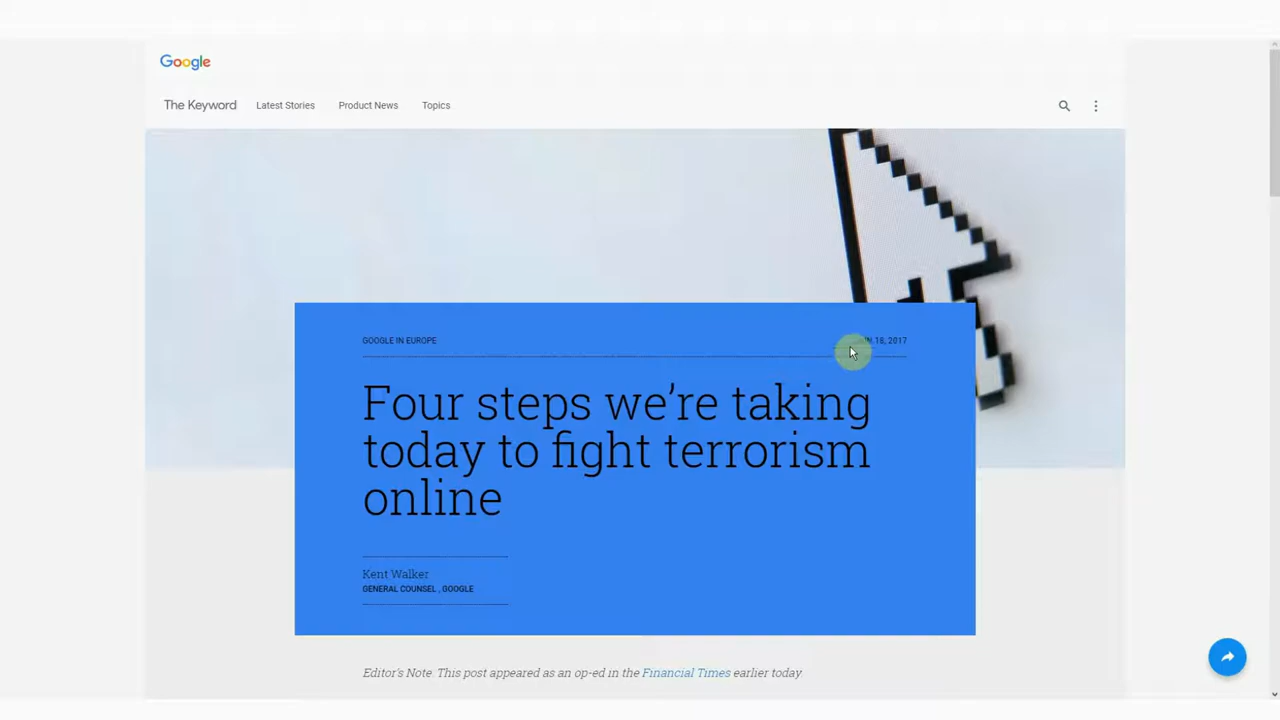 Google
The Keyword Latest Stories Product News Topics
GOOGLE IN EUROPE 18, 2017
Four steps we're taking
today to fight terrorism
online
Kent Walker
GENERAL COUNSEL , GOOGLE
Editor's Note: This post appeared as an op-ed in the Financial Times earlier today.